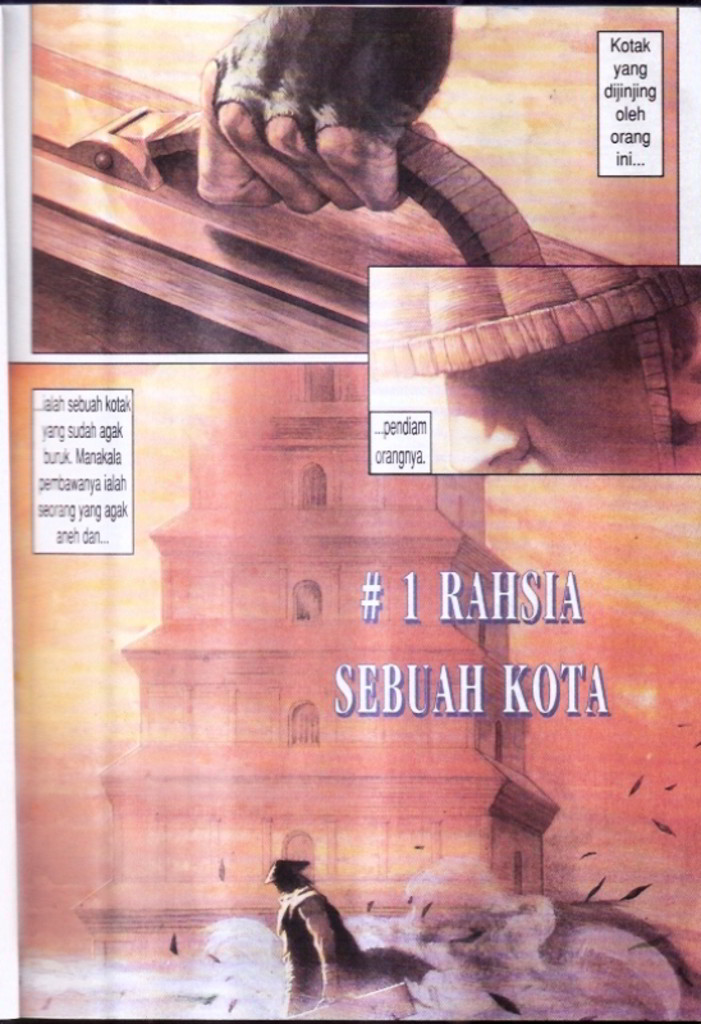 Kotak
yang
dijinjing
oleh
orang
ini...
...ialah sebuah kotak
yang sudah agak
buruk. Manakala
pembawanya ialah
seorang yang agak
aneh dan...
...pendiam
orangnya.
# 1 RAHSIA
SEBUAH KOTA